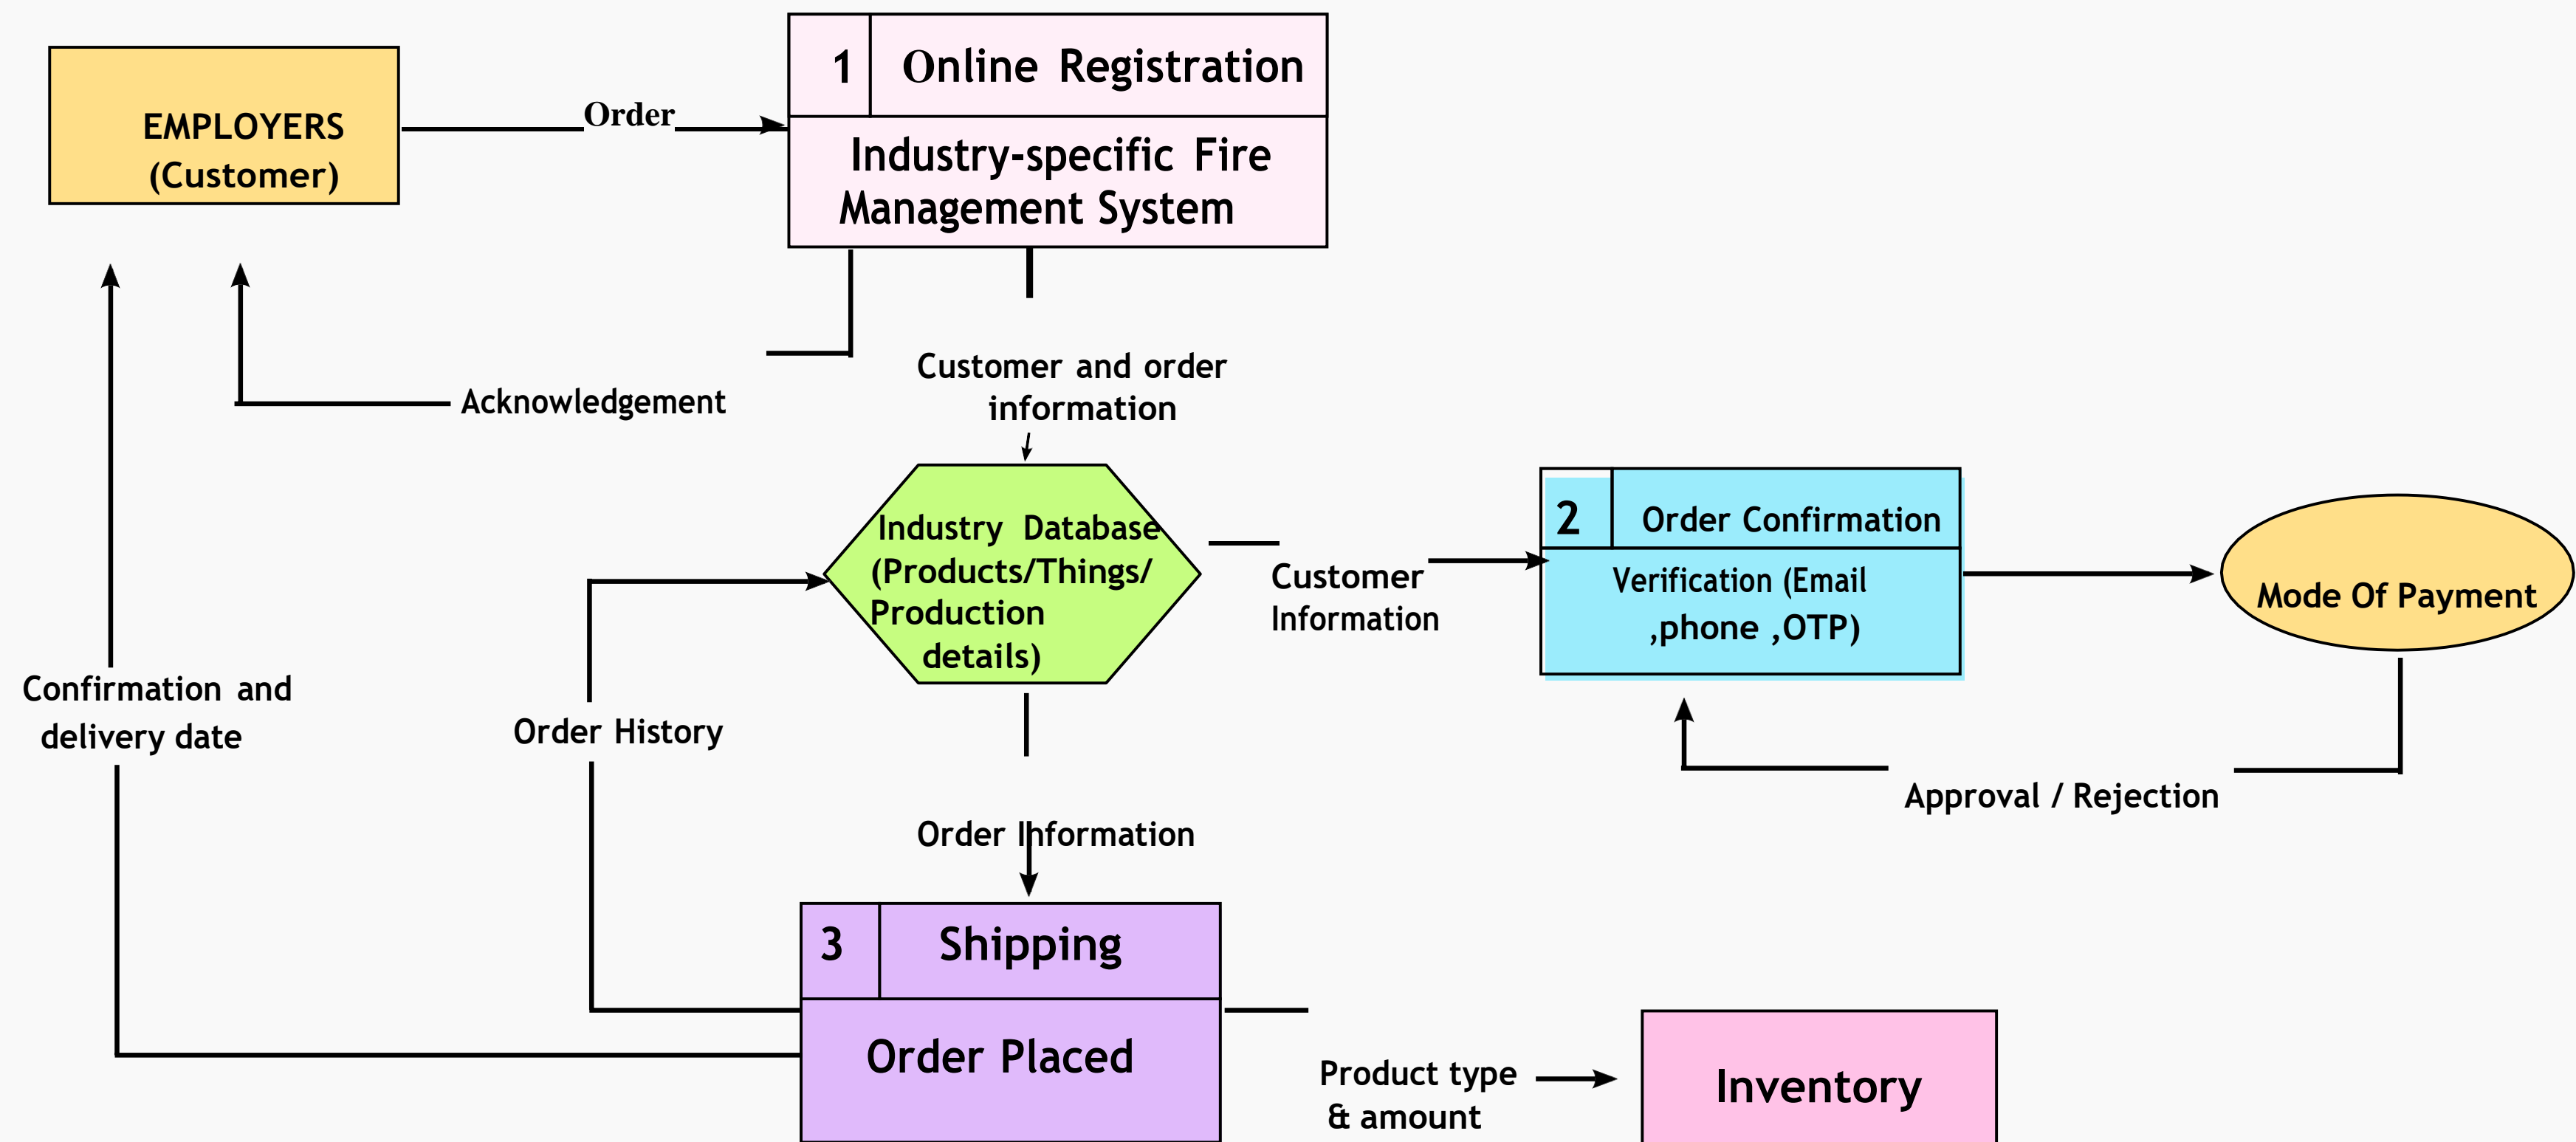 1 Online Registration
Industry-specific Fire
Management System
EMPLOYERS
(Customer)
Order
Acknowledgement
Customer and order
information
Industry Database
(Products/Things/
Production
details)
Customer
Information
2 Order Confirmation
Verification (Email
,phone ,OTP)
Mode Of Payment
Approval / Rejection
Confirmation and
delivery date
Order History
Order Information
3 Shipping
Order Placed
Product type
& amount
Inventory